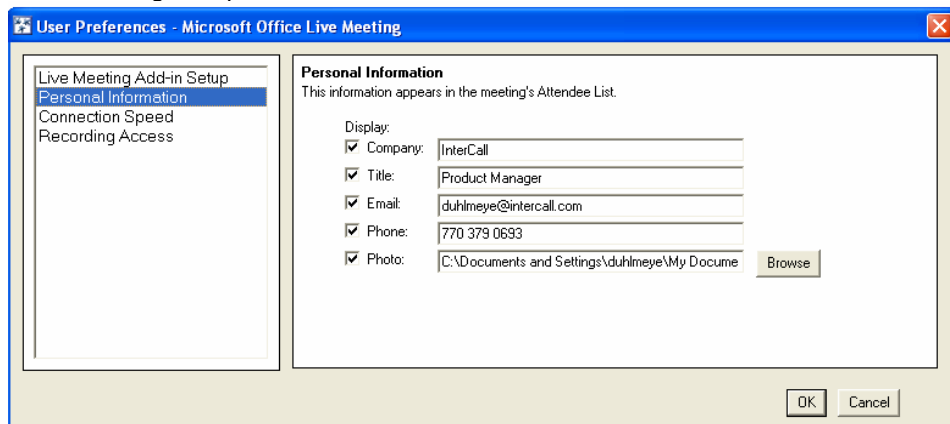 User Preferences - Microsoft Office Live Meeting
Live Meeting Add-in Setup
Personal Information
Connection Speed
Recording Access
Personal Information
This information appears in the meeting's Attendee List.
Display:
Company: InterCall
Title: Product Manager
Email: duhlmeye@intercall.com
Phone: 770 379 0693
Photo: C:\Documents and Settings\duhlmeye\My Docume Browse
OK Cancel